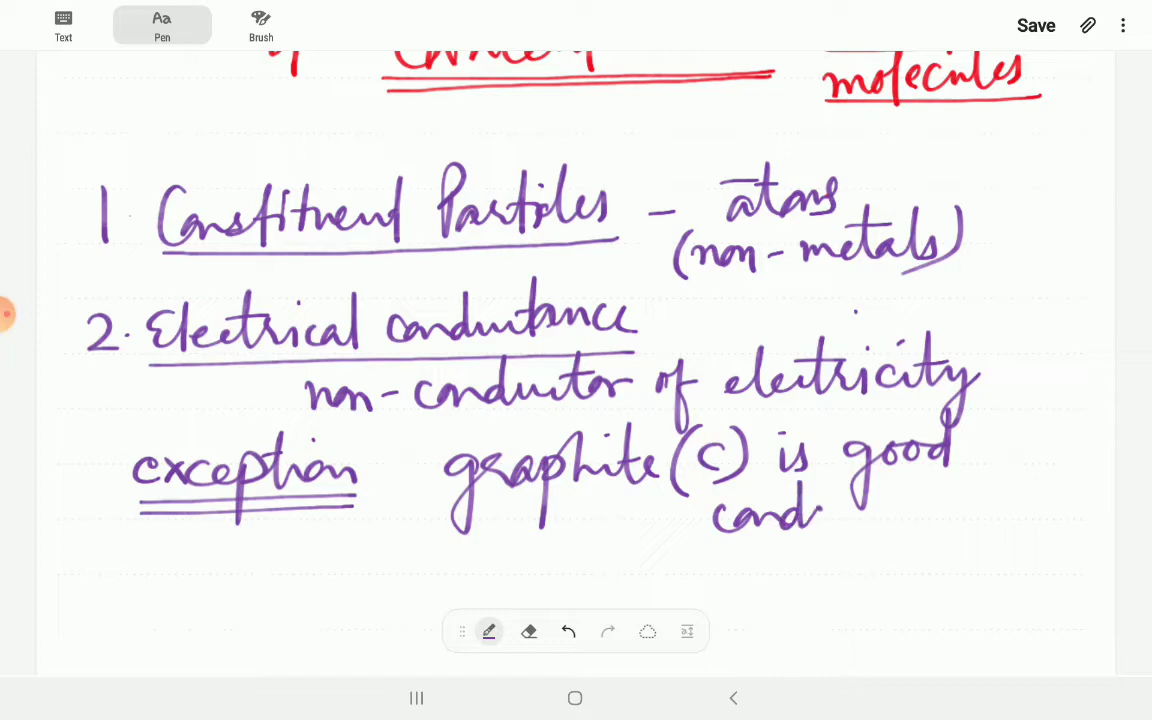 Text
Aa
Pen
Brush
Save
molecules
1. Constituent Particles - atoms
(non-metals)
2. Electrical conductance
non-conductor of electricity
exception graphite (C) is good
cond